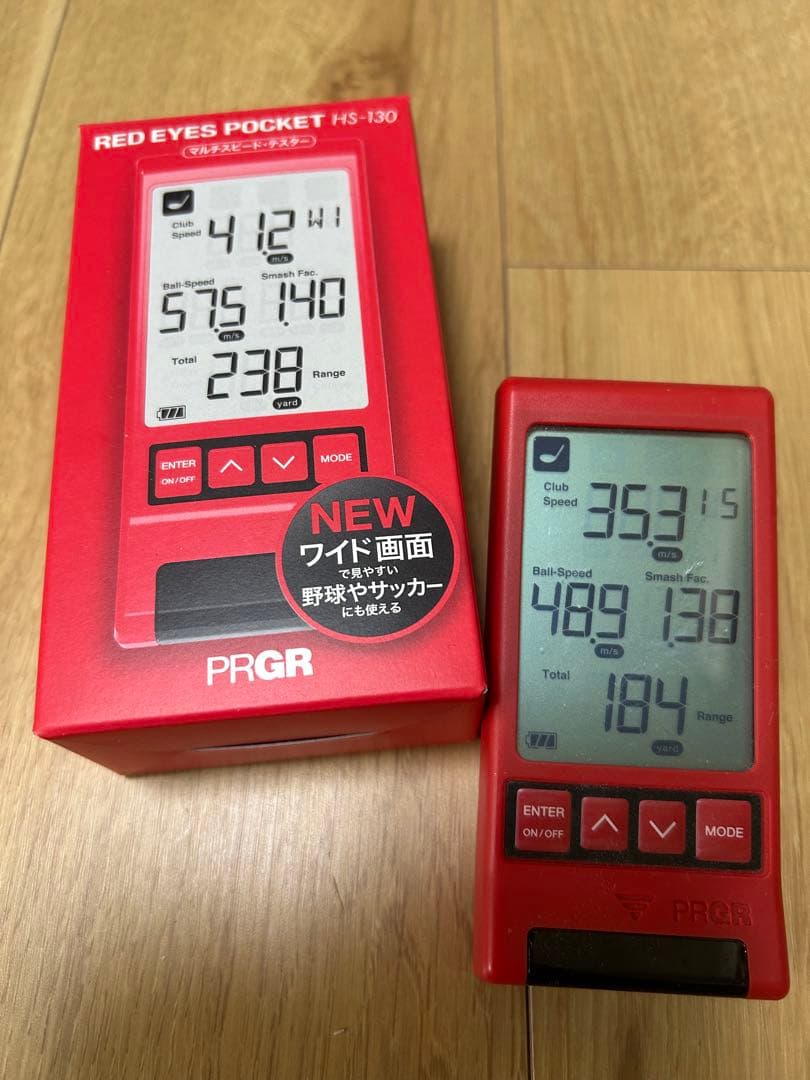 RED EYES POCKET HS-130
マルチスピード・テスター
Club
Speed
41.2 W1
m/s
Ball-Speed
Smash Fac.
57.5 1.40
m/s
Total
238 Range
yard
ENTER
ON/OFF
MODE
NEW
ワイド画面
で見やすい
野球やサッカー
にも使える
PRGR
Club
Speed
35.3 I5
m/s
Ball-Speed
Smash Fac.
48.9 1.38
m/s
Total
184 Range
yard
ENTER
ON/OFF
MODE
PRGR